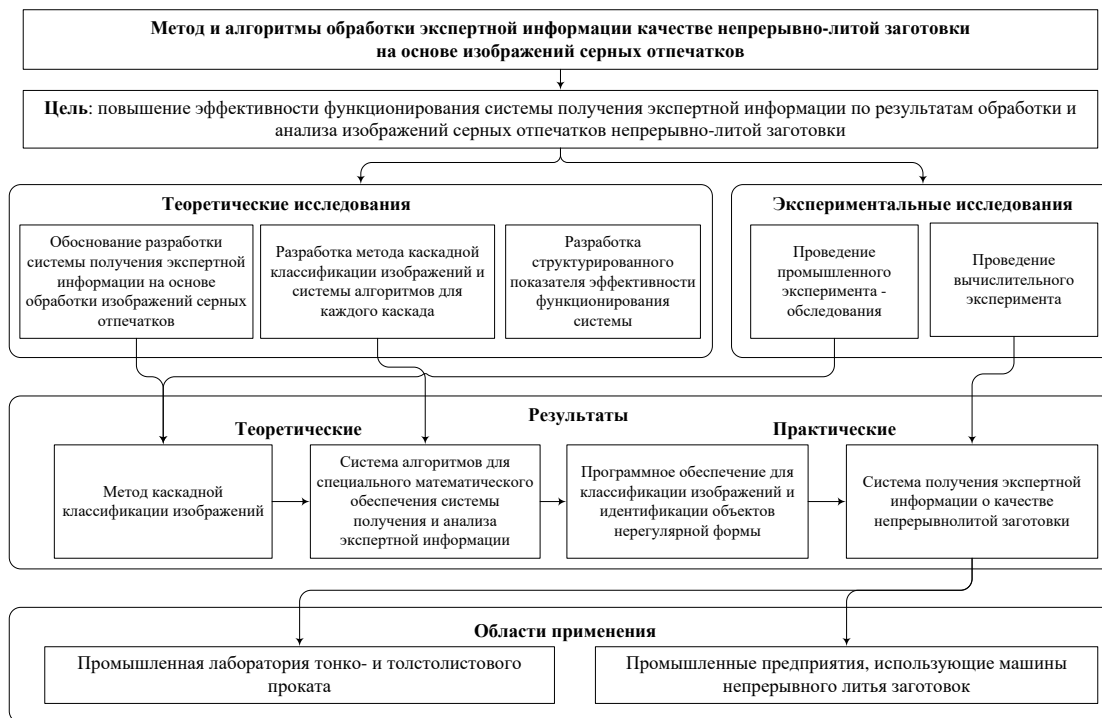 Метод и алгоритмы обработки экспертной информации качестве непрерывно-литой заготовки
на основе изображений серных отпечатков
Цель: повышение эффективности функционирования системы получения экспертной информации по результатам обработки и
анализа изображений серных отпечатков непрерывно-литой заготовки
Теоретические исследования
Обоснование разработки
системы получения экспертной
информации на основе
обработки изображений серных
отпечатков
Разработка метода каскадной
классификации изображений и
системы алгоритмов для
каждого каскада
Разработка
структурированного
показателя эффективности
функционирования
системы
Экспериментальные исследования
Проведение
промышленного
эксперимента -
обследования
Проведение
вычислительного
эксперимента
Результаты
Теоретические
Практические
Метод каскадной
классификации изображений
Система алгоритмов для
специального математического
обеспечения системы
получения и анализа
экспертной информации
Программное обеспечение для
классификации изображений и
идентификации объектов
нерегулярной формы
Система получения экспертной
информации о качестве
непрерывнолитой заготовки
Области применения
Промышленная лаборатория тонко- и толстолистового
проката
Промышленные предприятия, использующие машины
непрерывного литья заготовок